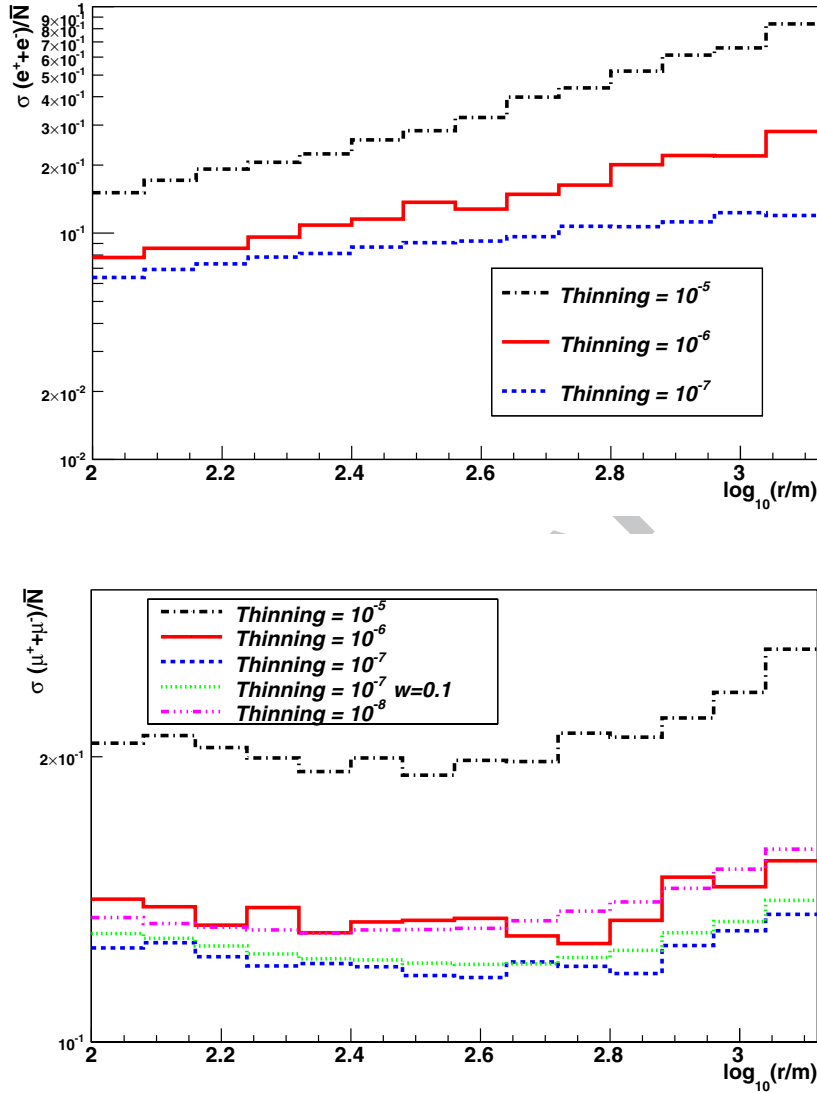 σ (e⁺+e⁻)/N̅
1
9×10⁻¹
8×10⁻¹
7×10⁻¹
6×10⁻¹
5×10⁻¹
4×10⁻¹
3×10⁻¹
2×10⁻¹
10⁻¹
2×10⁻²
10⁻²
Thinning = 10⁻⁵
Thinning = 10⁻⁶
Thinning = 10⁻⁷
2 2.2 2.4 2.6 2.8 3
log₁₀(r/m)
σ (μ⁺+μ⁻)/N̅
Thinning = 10⁻⁵
Thinning = 10⁻⁶
Thinning = 10⁻⁷
Thinning = 10⁻⁷ w=0.1
Thinning = 10⁻⁸
2×10⁻¹
10⁻¹
2 2.2 2.4 2.6 2.8 3
log₁₀(r/m)